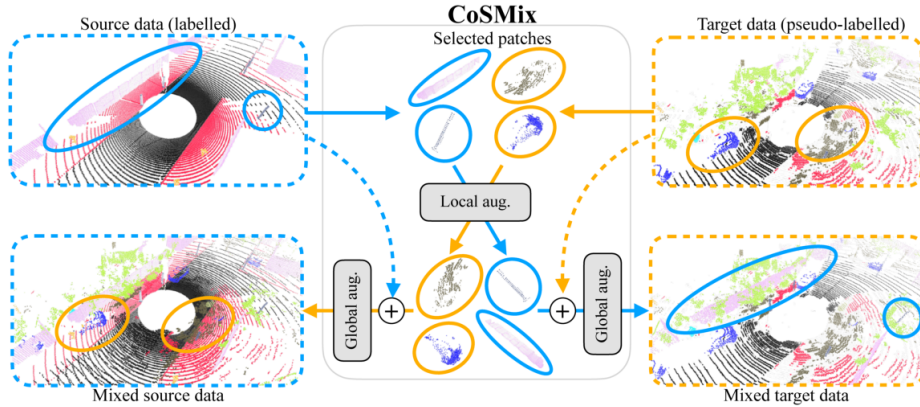 CoSMix
Source data (labelled)
Selected patches
Target data (pseudo-labelled)
Local aug.
Global aug.
+
+
Global aug.
Mixed source data
Mixed target data